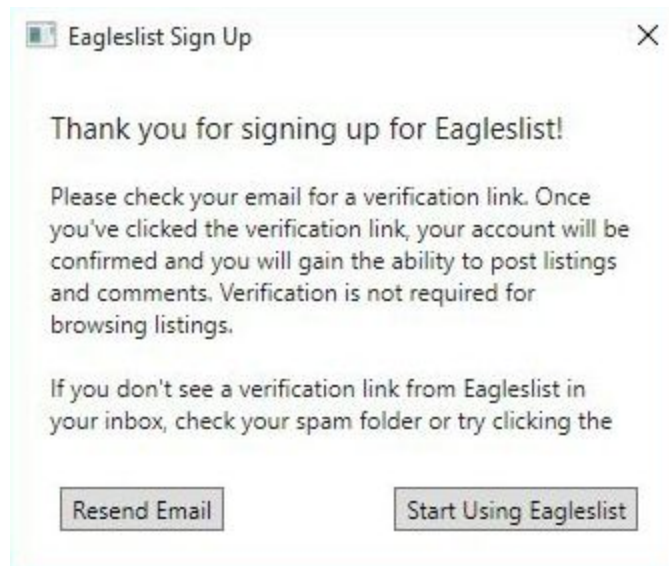 Eagleslist Sign Up
Thank you for signing up for Eagleslist!
Please check your email for a verification link. Once
you've clicked the verification link, your account will be
confirmed and you will gain the ability to post listings
and comments. Verification is not required for
browsing listings.
If you don't see a verification link from Eagleslist in
your inbox, check your spam folder or try clicking the
Resend Email
Start Using Eagleslist